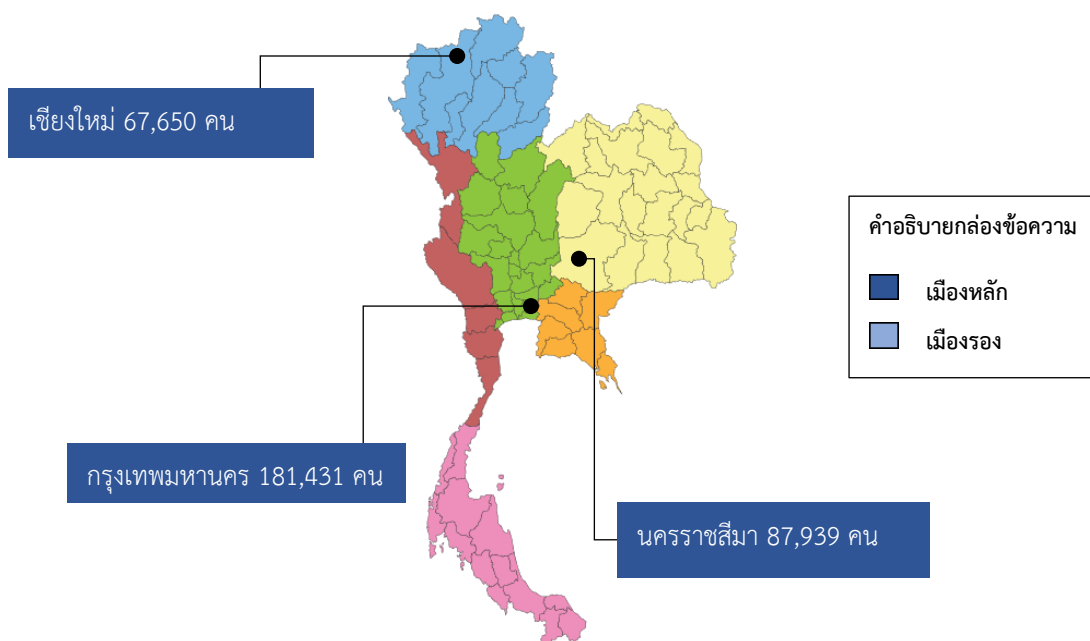 เชียงใหม่ 67,650 คน
คำอธิบายกล่องข้อความ
เมืองหลัก
เมืองรอง
กรุงเทพมหานคร 181,431 คน
นครราชสีมา 87,939 คน